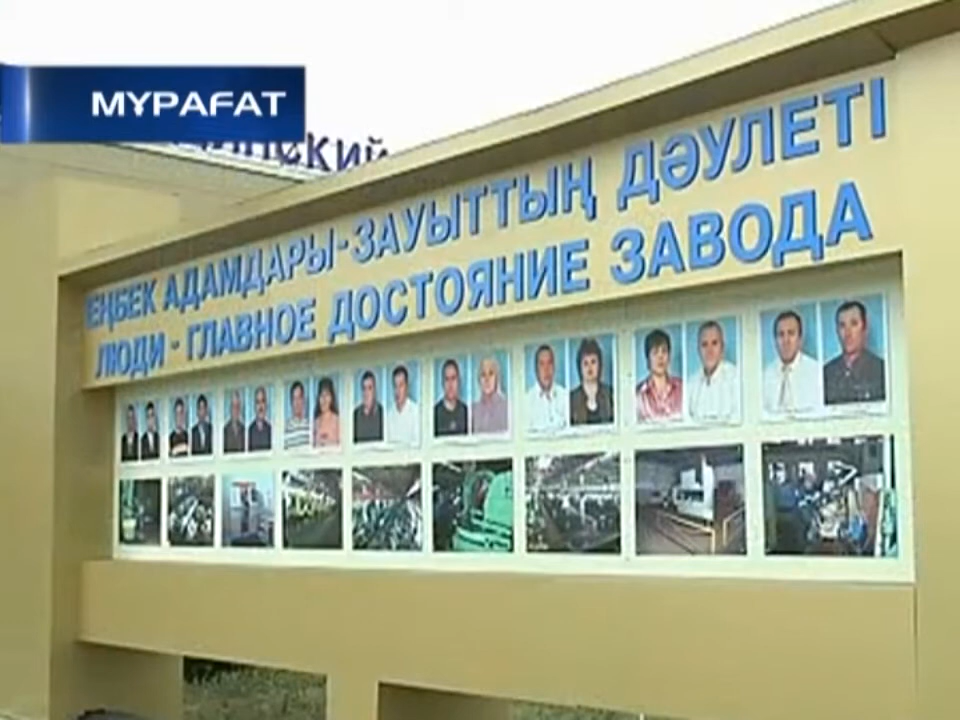 МҰРАҒАТ
ЕҢБЕК АДАМДАРЫ-ЗАУЫТТЫҢ ДӘУЛЕТІ
ЛЮДИ - ГЛАВНОЕ ДОСТОЯНИЕ ЗАВОДА